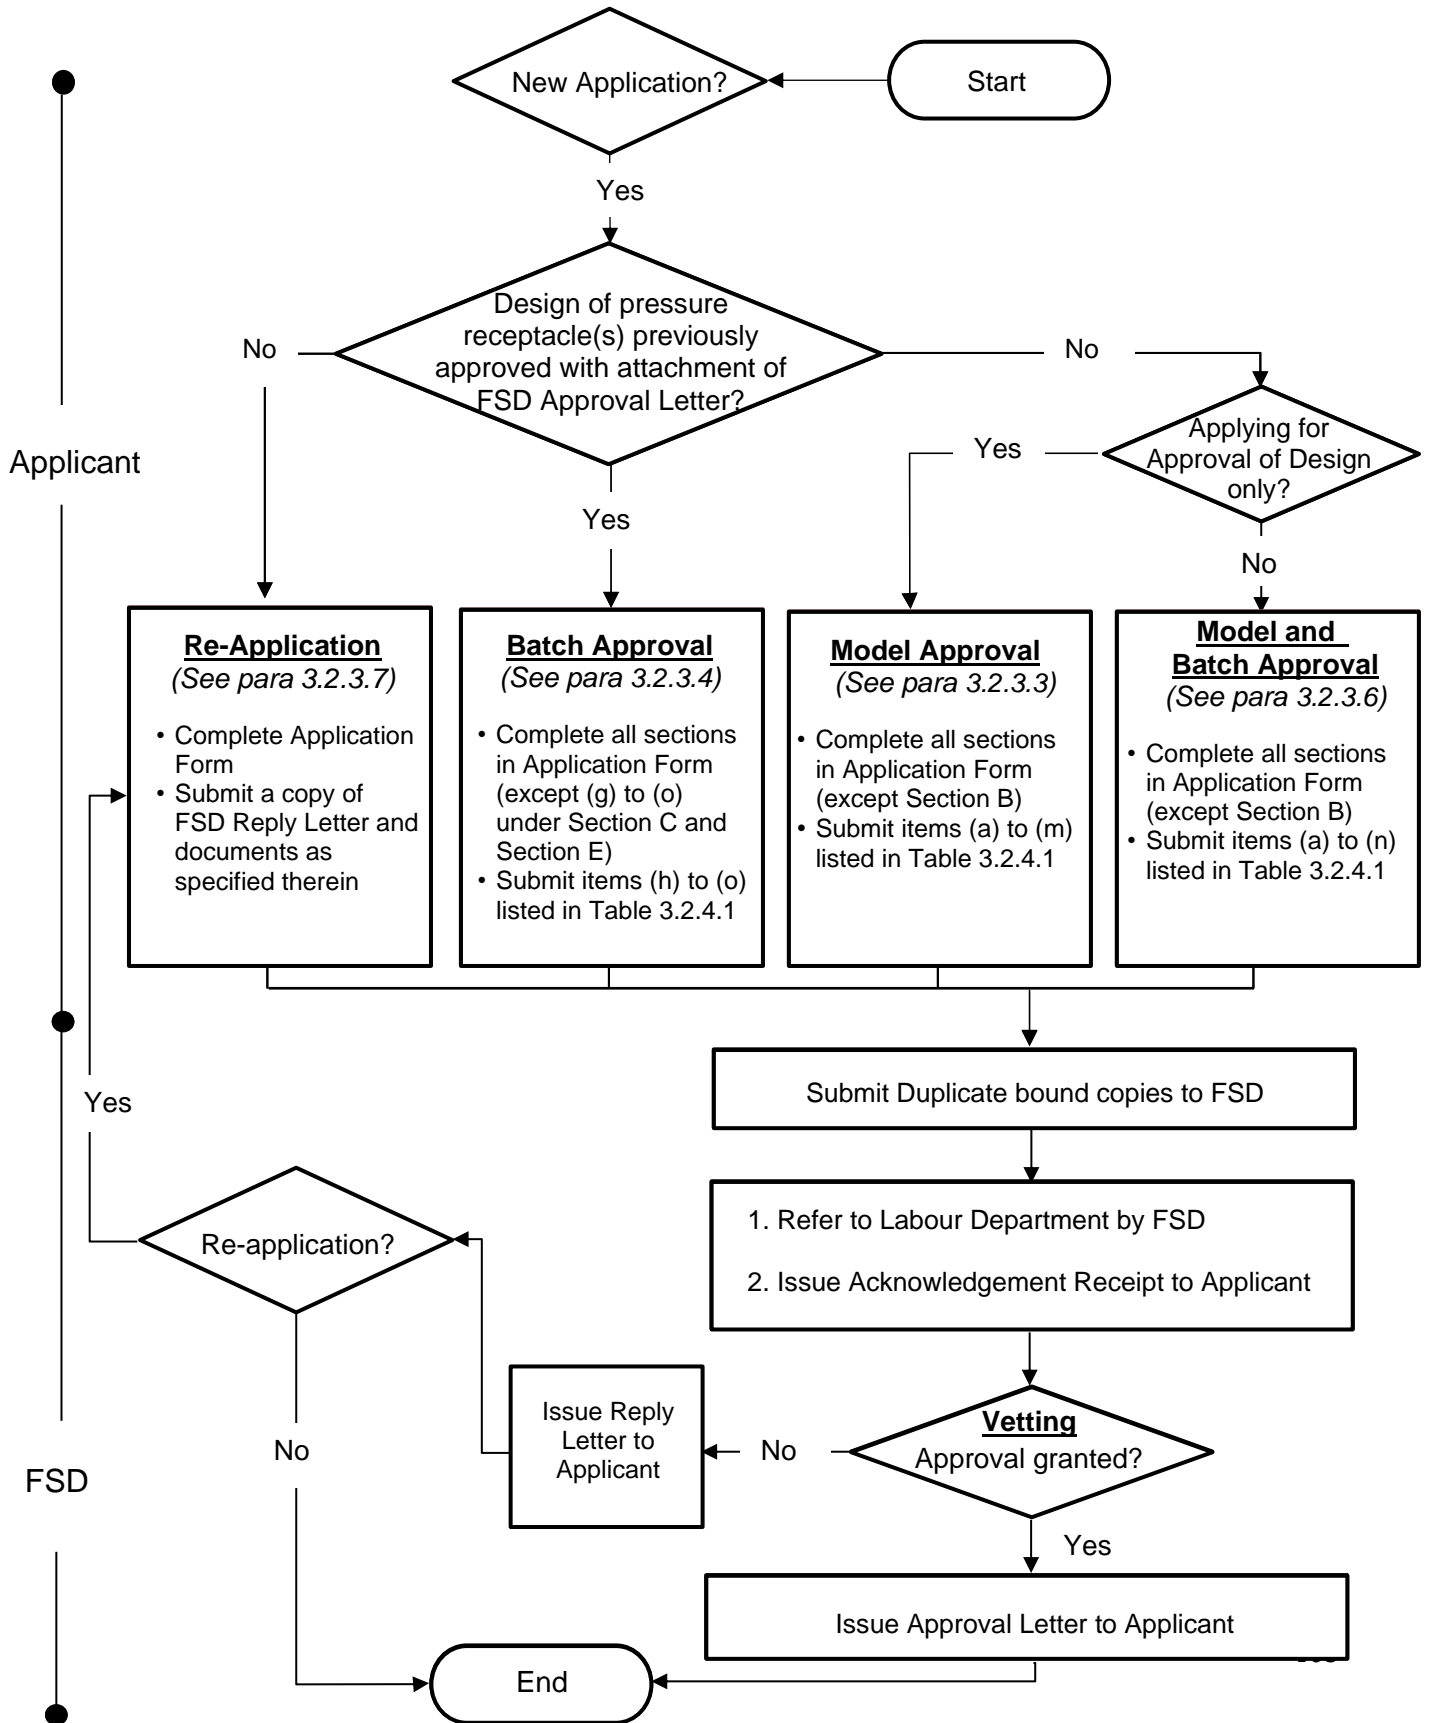 New Application?
Start
Yes
Design of pressure
receptacle(s) previously
approved with attachment of
FSD Approval Letter?
No
No
Applicant
Yes
Applying for
Approval of Design
only?
Yes
No
Re-Application
(See para 3.2.3.7)
• Complete Application
Form
• Submit a copy of
FSD Reply Letter and
documents as
specified therein
Batch Approval
(See para 3.2.3.4)
• Complete all sections
in Application Form
(except (g) to (o)
under Section C and
Section E)
• Submit items (h) to (o)
listed in Table 3.2.4.1
Model Approval
(See para 3.2.3.3)
• Complete all sections
in Application Form
(except Section B)
• Submit items (a) to (m)
listed in Table 3.2.4.1
Model and
Batch Approval
(See para 3.2.3.6)
• Complete all sections
in Application Form
(except Section B)
• Submit items (a) to (n)
listed in Table 3.2.4.1
Submit Duplicate bound copies to FSD
Yes
1. Refer to Labour Department by FSD
2. Issue Acknowledgement Receipt to Applicant
Re-application?
Issue Reply
Letter to
Applicant
No
Vetting
Approval granted?
No
FSD
Yes
Issue Approval Letter to Applicant
End